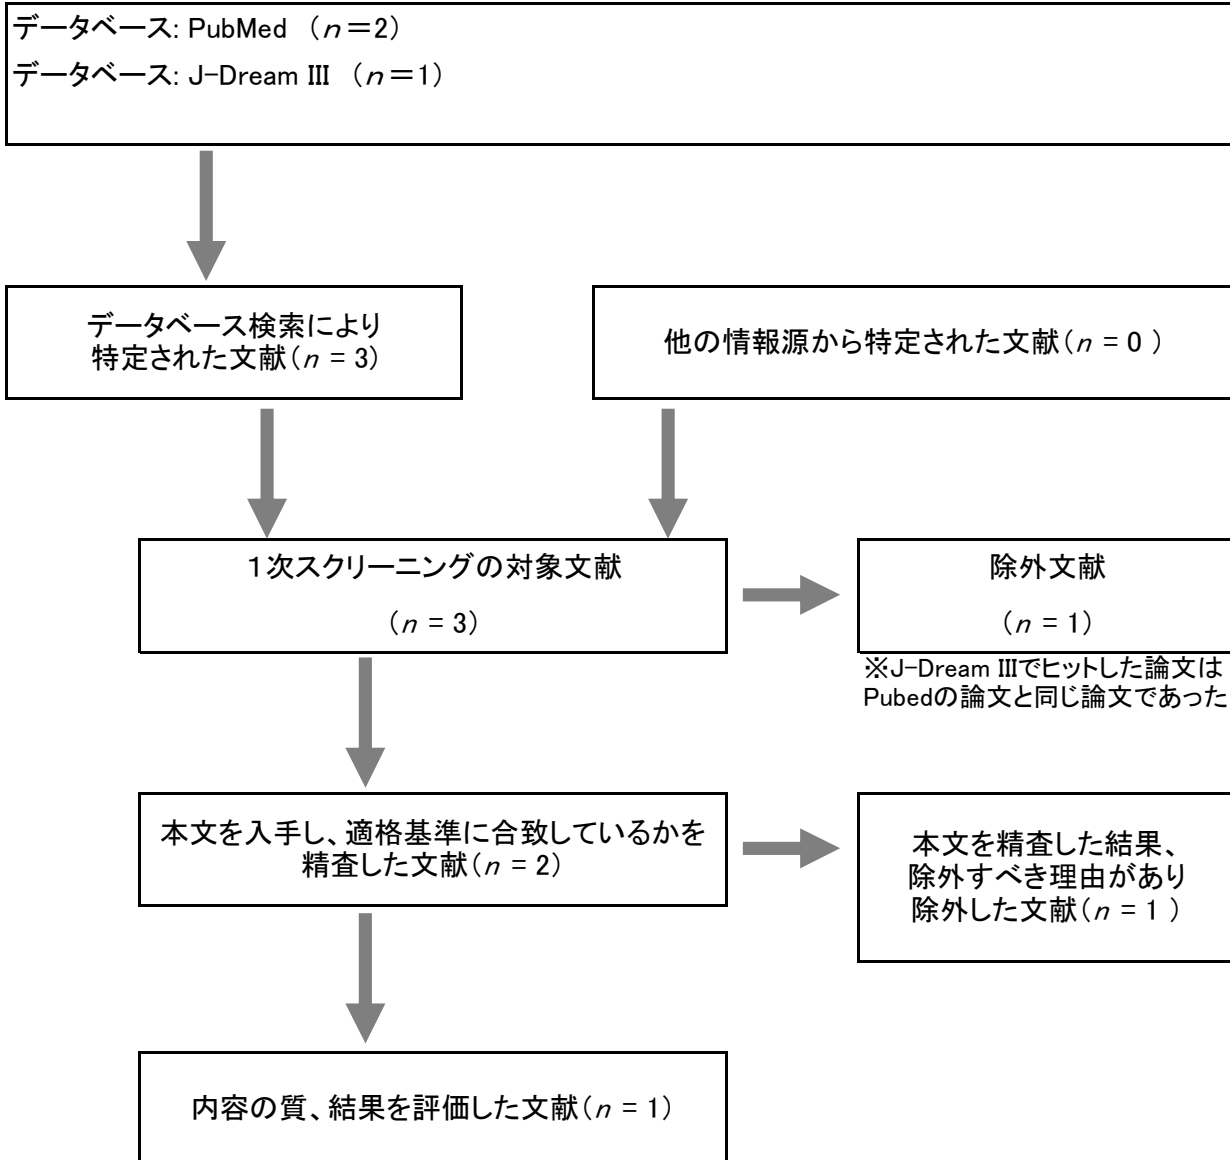 データベース: PubMed （n＝2）
データベース: J-Dream III （n＝1）
データベース検索により
特定された文献（n = 3）
他の情報源から特定された文献（n = 0 ）
１次スクリーニングの対象文献
（n = 3）
除外文献
（n = 1）
※J-Dream IIIでヒットした論文は
Pubedの論文と同じ論文であった
本文を入手し、適格基準に合致しているかを
精査した文献（n = 2）
本文を精査した結果、
除外すべき理由があり
除外した文献（n = 1 ）
内容の質、結果を評価した文献（n = 1）